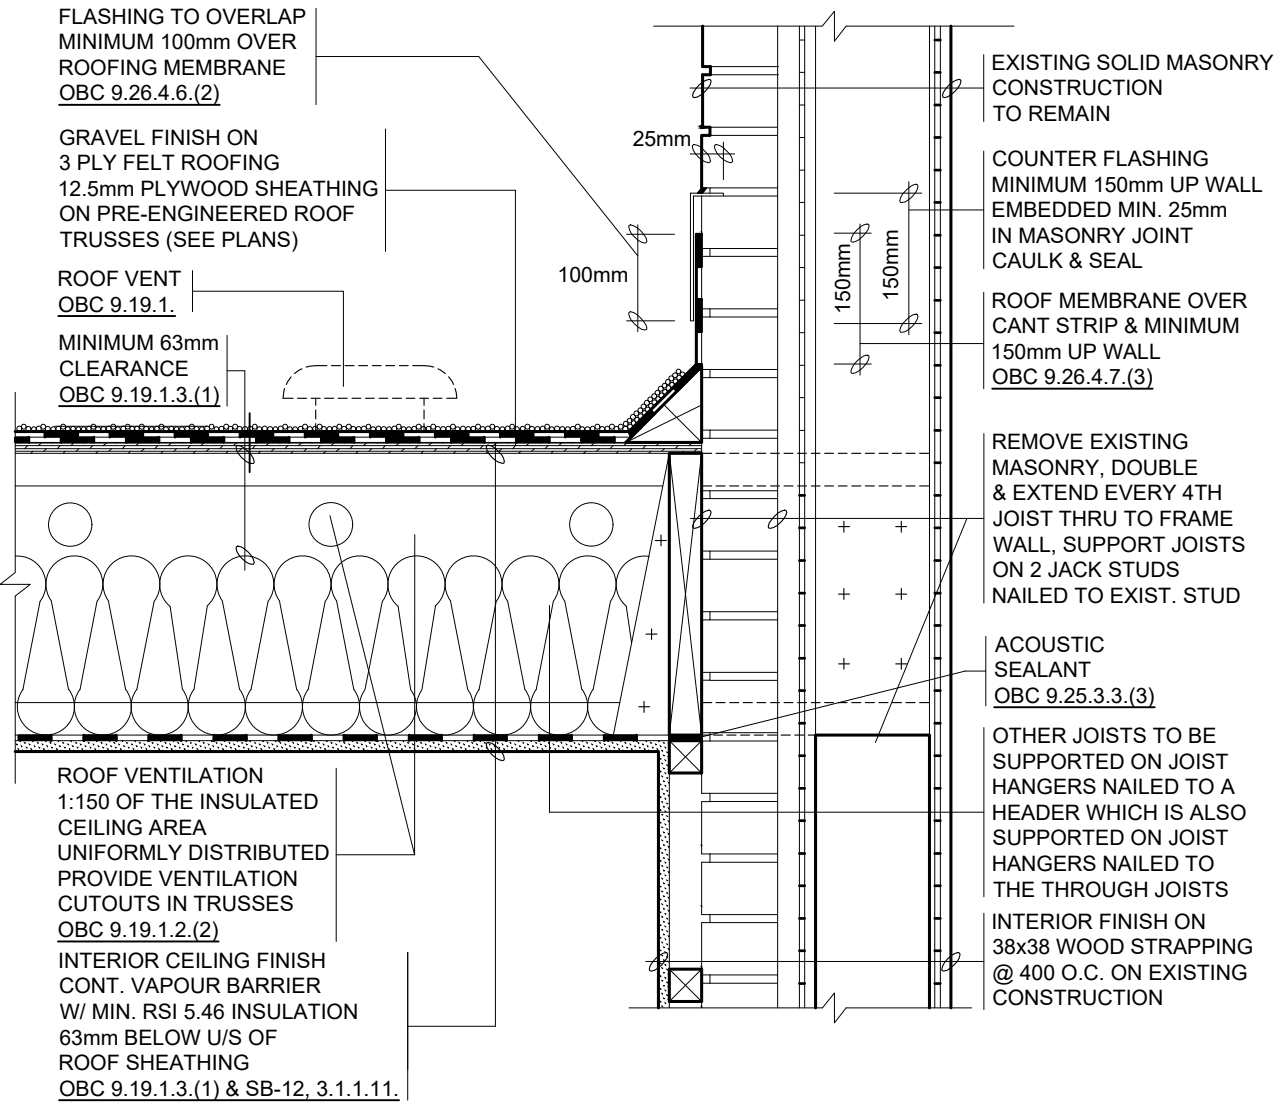 FLASHING TO OVERLAP
MINIMUM 100mm OVER
ROOFING MEMBRANE
OBC 9.26.4.6.(2)
GRAVEL FINISH ON
3 PLY FELT ROOFING
12.5mm PLYWOOD SHEATHING
ON PRE-ENGINEERED ROOF
TRUSSES (SEE PLANS)
ROOF VENT
OBC 9.19.1.
MINIMUM 63mm
CLEARANCE
OBC 9.19.1.3.(1)
25mm
100mm
150mm
150mm
EXISTING SOLID MASONRY
CONSTRUCTION
TO REMAIN
COUNTER FLASHING
MINIMUM 150mm UP WALL
EMBEDDED MIN. 25mm
IN MASONRY JOINT
CAULK & SEAL
ROOF MEMBRANE OVER
CANT STRIP & MINIMUM
150mm UP WALL
OBC 9.26.4.7.(3)
REMOVE EXISTING
MASONRY, DOUBLE
& EXTEND EVERY 4TH
JOIST THRU TO FRAME
WALL, SUPPORT JOISTS
ON 2 JACK STUDS
NAILED TO EXIST. STUD
ACOUSTIC
SEALANT
OBC 9.25.3.3.(3)
OTHER JOISTS TO BE
SUPPORTED ON JOIST
HANGERS NAILED TO A
HEADER WHICH IS ALSO
SUPPORTED ON JOIST
HANGERS NAILED TO
THE THROUGH JOISTS
INTERIOR FINISH ON
38x38 WOOD STRAPPING
@ 400 O.C. ON EXISTING
CONSTRUCTION
ROOF VENTILATION
1:150 OF THE INSULATED
CEILING AREA
UNIFORMLY DISTRIBUTED
PROVIDE VENTILATION
CUTOUTS IN TRUSSES
OBC 9.19.1.2.(2)
INTERIOR CEILING FINISH
CONT. VAPOUR BARRIER
W/ MIN. RSI 5.46 INSULATION
63mm BELOW U/S OF
ROOF SHEATHING
OBC 9.19.1.3.(1) & SB-12, 3.1.1.11.